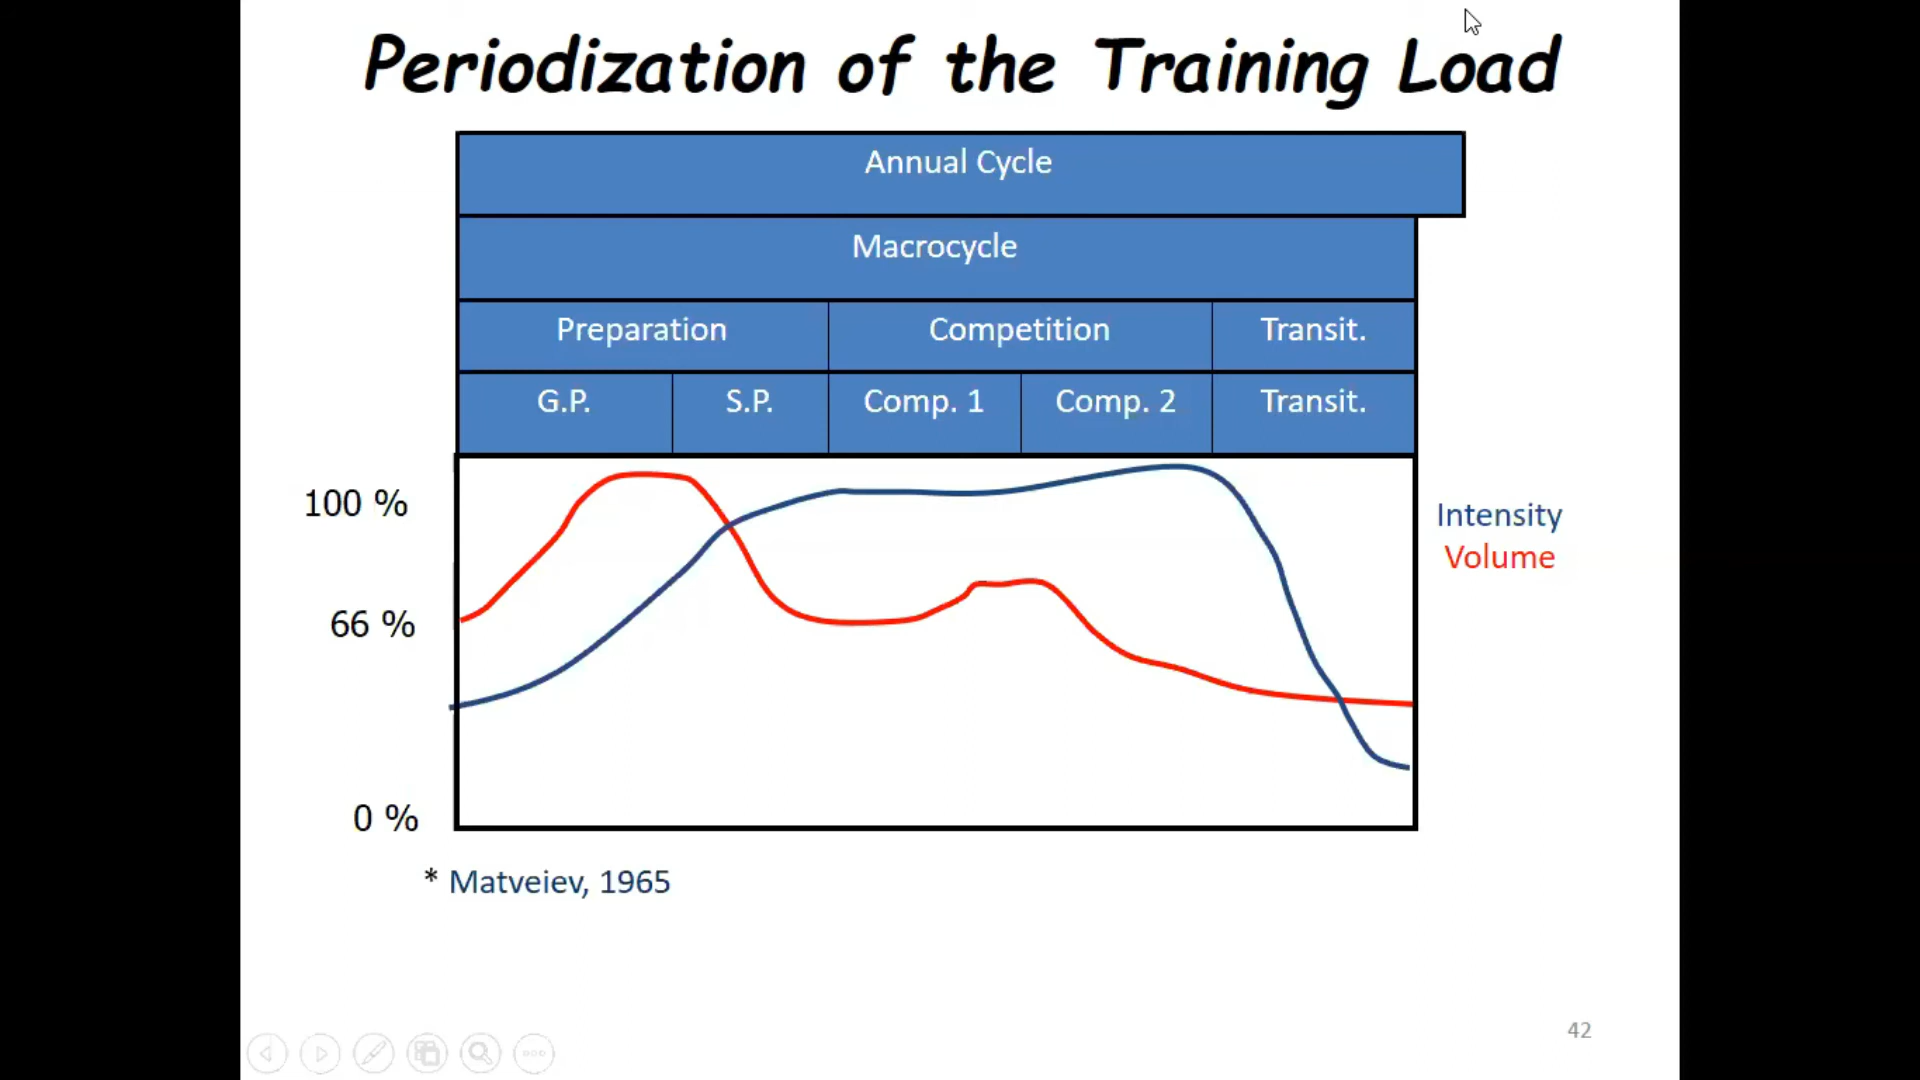 Periodization of the Training Load
Annual Cycle
Macrocycle
Preparation Competition Transit.
G.P. S.P. Comp. 1 Comp. 2 Transit.
100 %
66 %
0 %
Intensity
Volume
* Matveiev, 1965
42